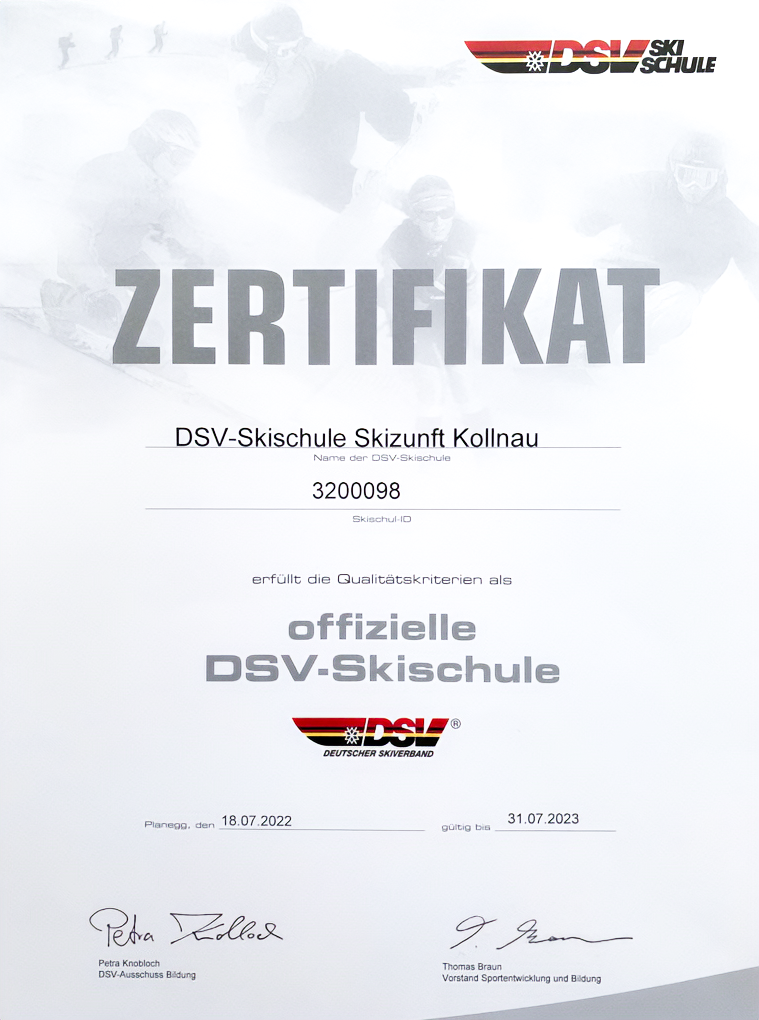 DSV SKI
SCHULE
ZERTIFIKAT
DSV-Skischule Skizunft Kollnau
Name der DSV-Skischule
3200098
Skischul-ID
erfüllt die Qualitätskriterien als
offizielle
DSV-Skischule
DSV®
DEUTSCHER SKIVERBAND
Planegg, den 18.07.2022 gültig bis 31.07.2023
Petra Knobloch
DSV-Ausschuss Bildung
Thomas Braun
Vorstand Sportentwicklung und Bildung